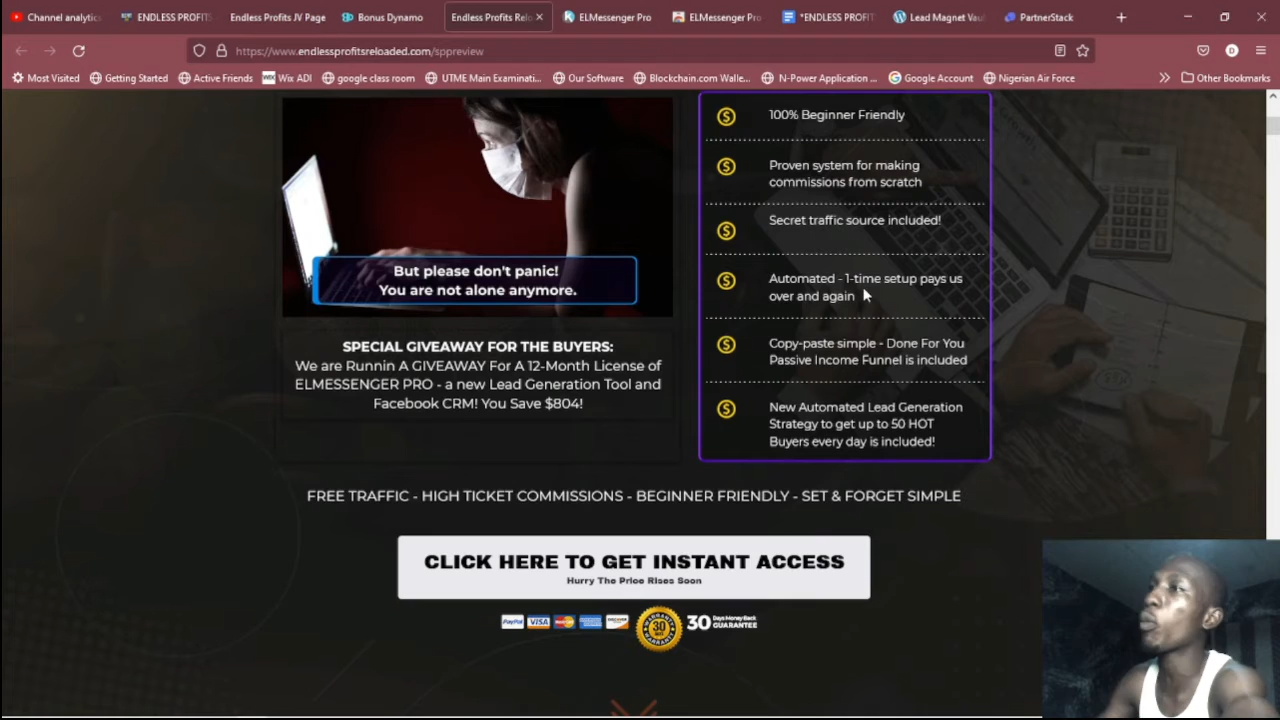 Channel analytic
ENDLESS PROFITS
Endless Profits JV Page
Bonus Dynamo
Endless Profits Relo
ELMessenger Pro
ELMessenger Pro
*ENDLESS PROFIT
Lead Magnet Vau
PartnerStack
https://www.endlessprofitsreloaded.com/sppreview
Most Visited
Getting Started
Active Friends
Wix ADI
google class room
UTME Main Examinati...
Our Software
Blockchain.com Walle...
N-Power Application ...
Google Account
Nigerian Air Force
Other Bookmarks
But please don't panic!
You are not alone anymore.
SPECIAL GIVEAWAY FOR THE BUYERS:
We are Runnin A GIVEAWAY For A 12-Month License of
ELMESSENGER PRO - a new Lead Generation Tool and
Facebook CRM! You Save $804!
100% Beginner Friendly
Proven system for making
commissions from scratch
Secret traffic source included!
Automated - 1-time setup pays us
over and again
Copy-paste simple - Done For You
Passive Income Funnel is included
New Automated Lead Generation
Strategy to get up to 50 HOT
Buyers every day is included!
FREE TRAFFIC - HIGH TICKET COMMISSIONS - BEGINNER FRIENDLY - SET & FORGET SIMPLE
CLICK HERE TO GET INSTANT ACCESS
Hurry The Price Rises Soon
PayPal VISA
30
30 Days Money Back
GUARANTEE